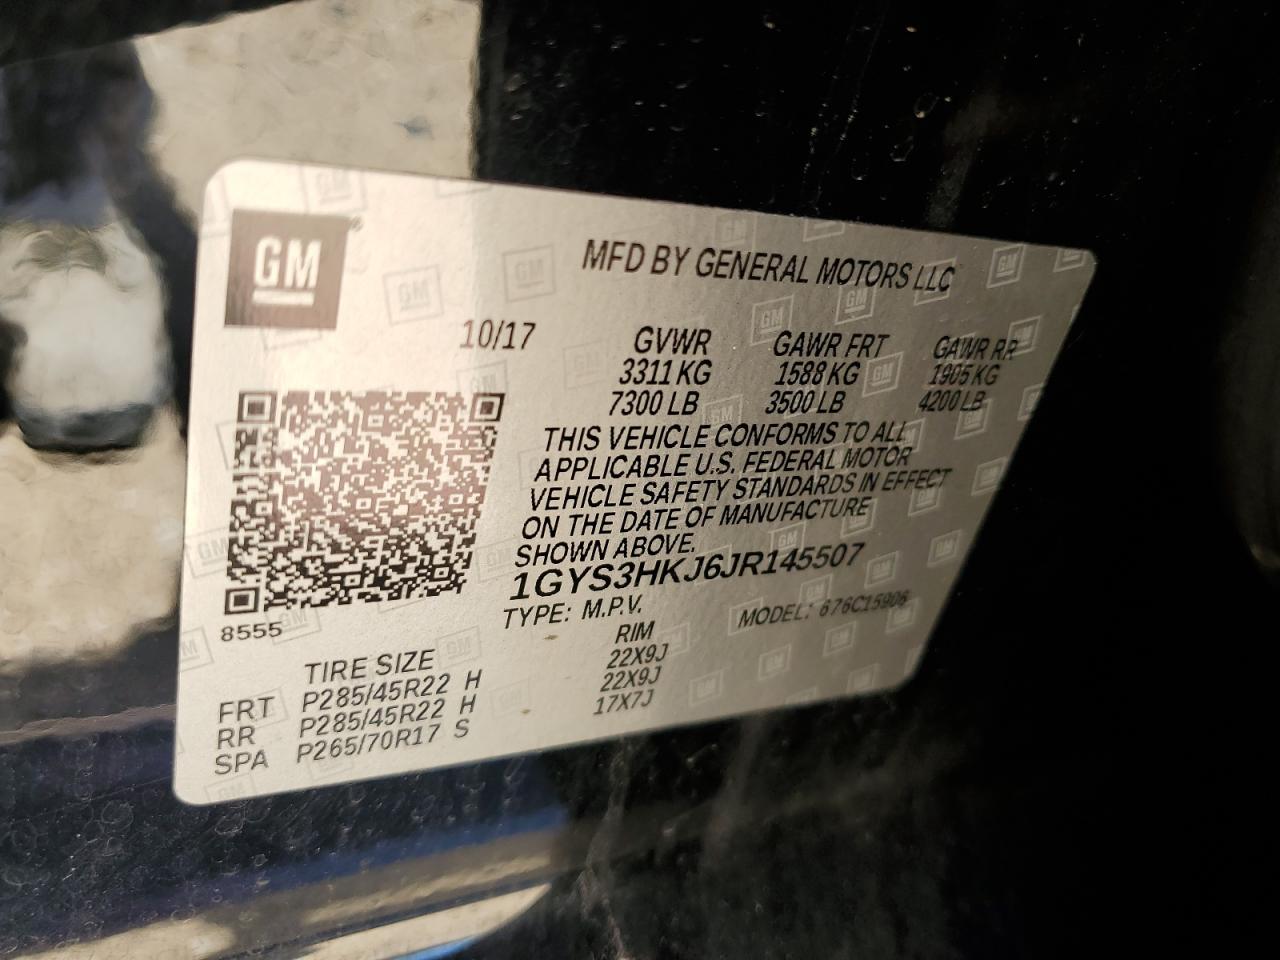 GM
MFD BY GENERAL MOTORS LLC
10/17
GVWR GAWR FRT GAWR RR
3311 KG 1588 KG 1905 KG
7300 LB 3500 LB 4200 LB
THIS VEHICLE CONFORMS TO ALL
APPLICABLE U.S. FEDERAL MOTOR
VEHICLE SAFETY STANDARDS IN EFFECT
ON THE DATE OF MANUFACTURE
SHOWN ABOVE.
1GYS3HKJ6JR145507
TYPE: M.P.V. MODEL: 676C15906
8555
TIRE SIZE RIM
FRT P285/45R22 H 22X9J
RR P285/45R22 H 22X9J
SPA P265/70R17 S 17X7J